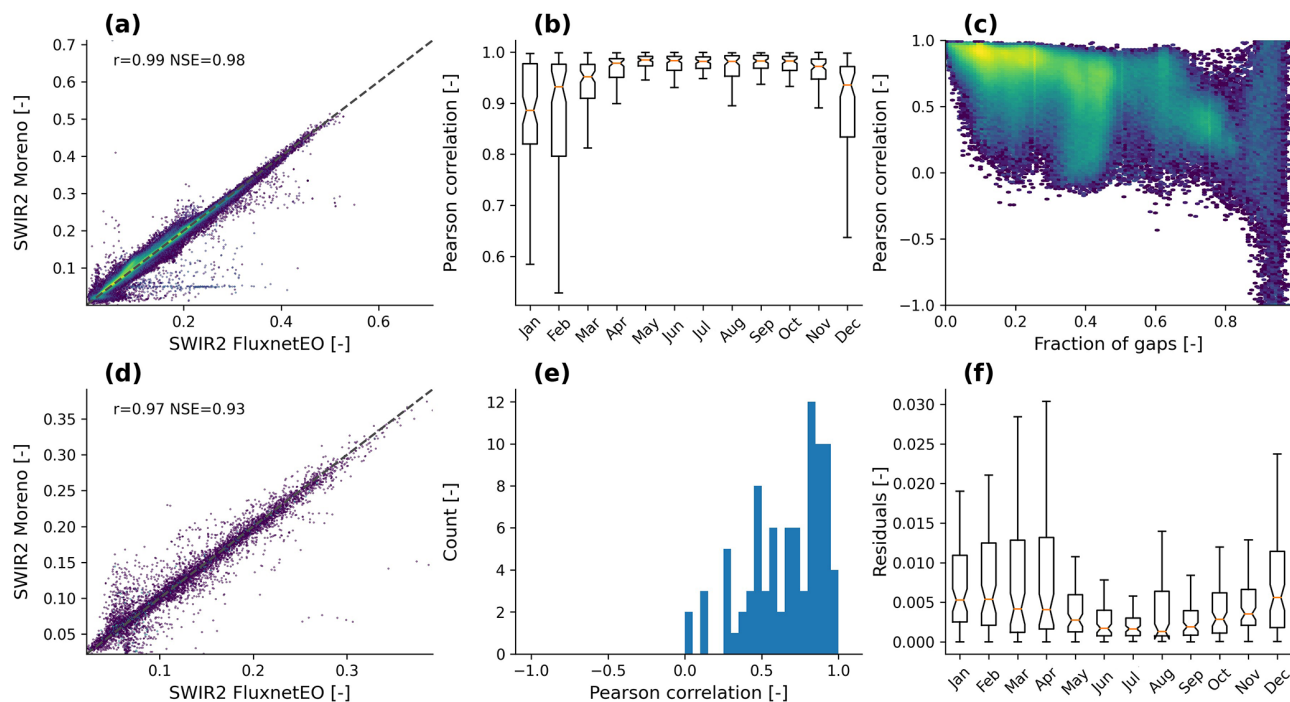 (a)
r=0.99 NSE=0.98
SWIR2 Moreno [-]
0.7
0.6
0.5
0.4
0.3
0.2
0.1
0.2
0.4
0.6
SWIR2 FluxnetEO [-]
(b)
Pearson correlation [-]
1.0
0.9
0.8
0.7
0.6
Jan
Feb
Mar
Apr
May
Jun
Jul
Aug
Sep
Oct
Nov
Dec
(c)
Pearson correlation [-]
1.0
0.5
0.0
−0.5
−1.0
0.0
0.2
0.4
0.6
0.8
Fraction of gaps [-]
(d)
r=0.97 NSE=0.93
SWIR2 Moreno [-]
0.35
0.30
0.25
0.20
0.15
0.10
0.05
0.1
0.2
0.3
SWIR2 FluxnetEO [-]
(e)
Count [-]
12
10
8
6
4
2
0
−1.0
−0.5
0.0
0.5
1.0
Pearson correlation [-]
(f)
Residuals [-]
0.030
0.025
0.020
0.015
0.010
0.005
0.000
Jan
Feb
Mar
Apr
May
Jun
Jul
Aug
Sep
Oct
Nov
Dec